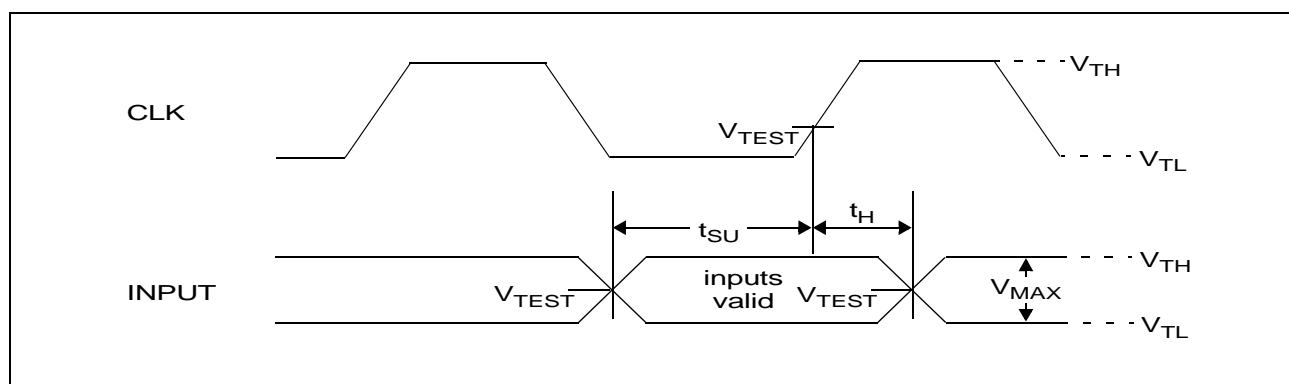 CLK
V_TH
V_TEST
V_TL
t_SU
t_H
INPUT
V_TEST
inputs
valid
V_TEST
V_TH
V_MAX
V_TL